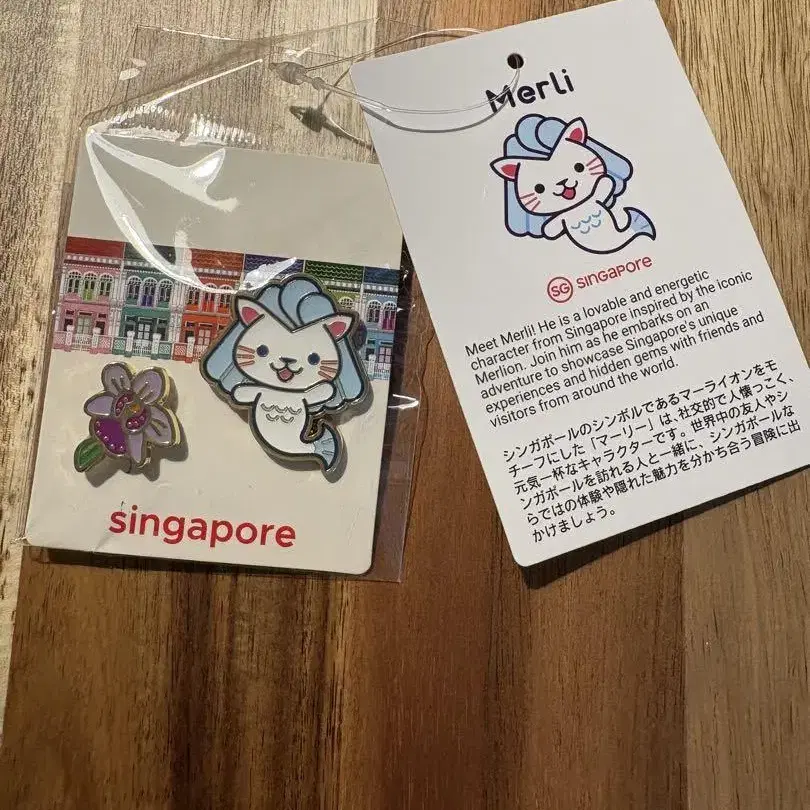 singapore
Merli
SG SINGAPORE
Meet Merli! He is a lovable and energetic
character from Singapore inspired by the iconic
Merlion. Join him as he embarks on an
adventure to showcase Singapore's unique
experiences and hidden gems with friends and
visitors from around the world.
シンガポールのシンボルであるマーライオンをモ
チーフにした「マーリー」は、社交的で人懐っこく、
元気一杯なキャラクターです。世界中の友人やシ
ンガポールを訪れる人と一緒に、シンガポールな
らではの体験や隠れた魅力を分かち合う冒険に出
かけましょう。